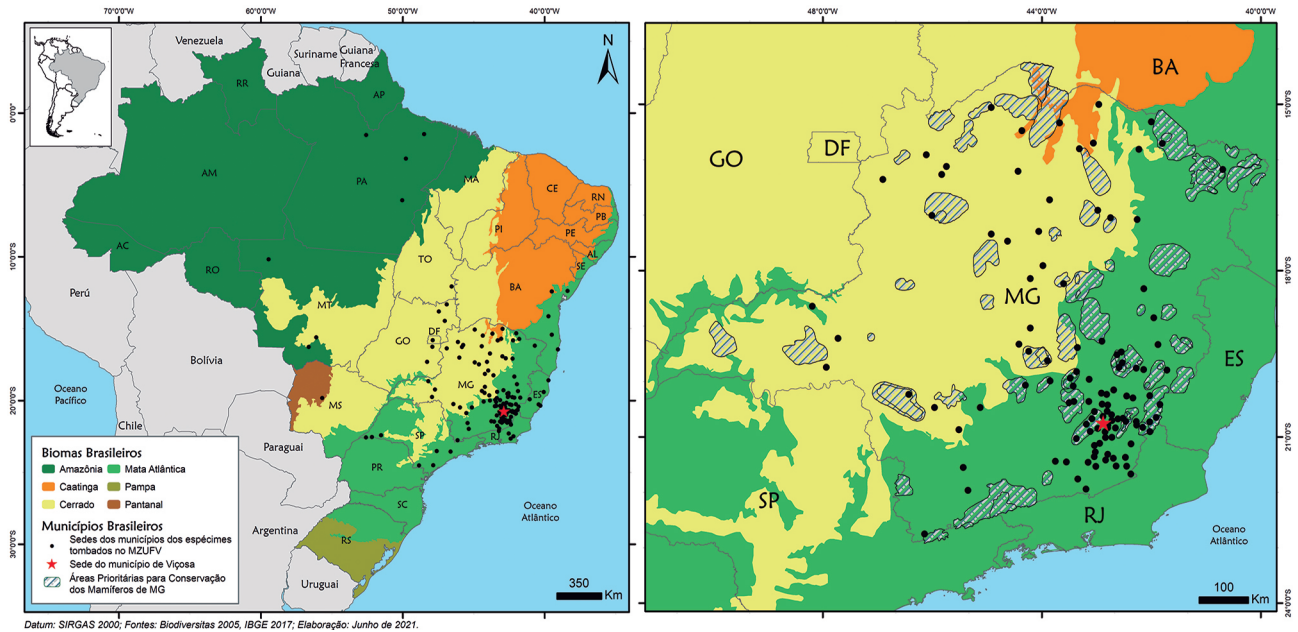 70°0'0"W
60°0'0"W
50°0'0"W
40°0'0"W
0°0'0"
10°0'0"S
20°0'0"S
30°0'0"S
Venezuela
Suriname
Guiana
Francesa
Guiana
N
RR
AP
AM
PA
MA
CE
RN
PB
PE
AL
SE
PI
AC
RO
TO
BA
MT
DF
GO
MG
ES
MS
SP
RJ
PR
SC
RS
Perú
Bolívia
Paraguai
Chile
Argentina
Uruguai
Oceano
Pacífico
Oceano
Atlântico
Biomas Brasileiros
Amazônia
Mata Atlântica
Caatinga
Pampa
Cerrado
Pantanal
Municípios Brasileiros
Sedes dos municípios dos espécimes
tombados no MZUFV
Sede do município de Viçosa
Áreas Prioritárias para Conservação
dos Mamíferos de MG
350
Km
48°0'0"W
44°0'0"W
40°0'0"W
15°0'0"S
18°0'0"S
21°0'0"S
24°0'0"S
BA
GO
DF
MG
ES
SP
RJ
Oceano
Atlântico
100
Km
Datum: SIRGAS 2000; Fontes: Biodiversitas 2005, IBGE 2017; Elaboração: Junho de 2021.